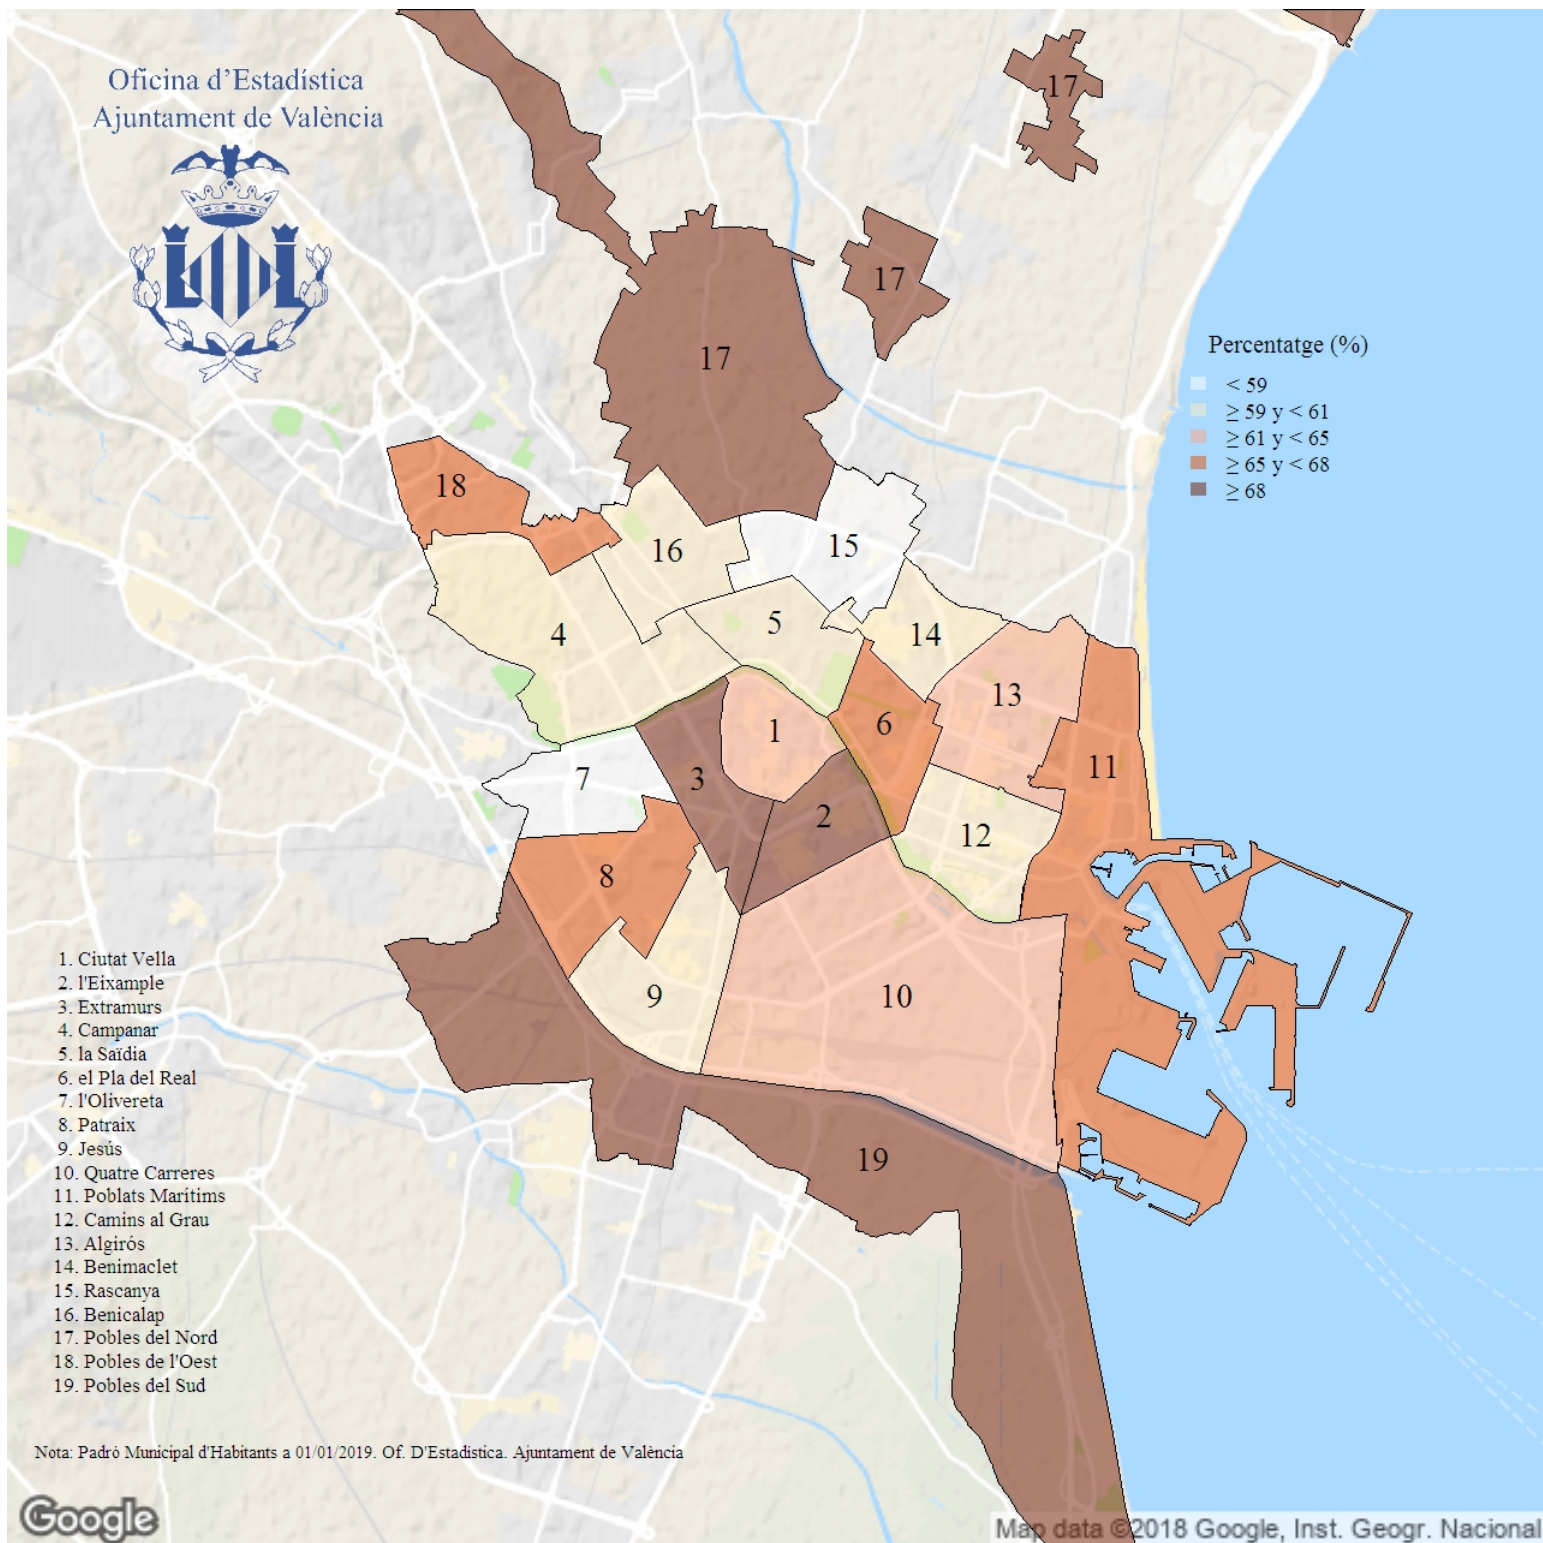 Oficina d'Estadística
Ajuntament de València
17
17
17
Percentatge (%)
< 59
≥ 59 y < 61
≥ 61 y < 65
≥ 65 y < 68
≥ 68
18
16
15
4
5
14
13
6
1
11
7
3
2
12
8
9
10
19
1. Ciutat Vella
2. l'Eixample
3. Extramurs
4. Campanar
5. la Saïdia
6. el Pla del Real
7. l'Olivereta
8. Patraix
9. Jesús
10. Quatre Carreres
11. Poblats Marítims
12. Camins al Grau
13. Algirós
14. Benimaclet
15. Rascanya
16. Benicalap
17. Pobles del Nord
18. Pobles de l'Oest
19. Pobles del Sud
Nota: Padró Municipal d'Habitants a 01/01/2019. Of. D'Estadística. Ajuntament de València
Google
Map data ©2018 Google, Inst. Geogr. Nacional